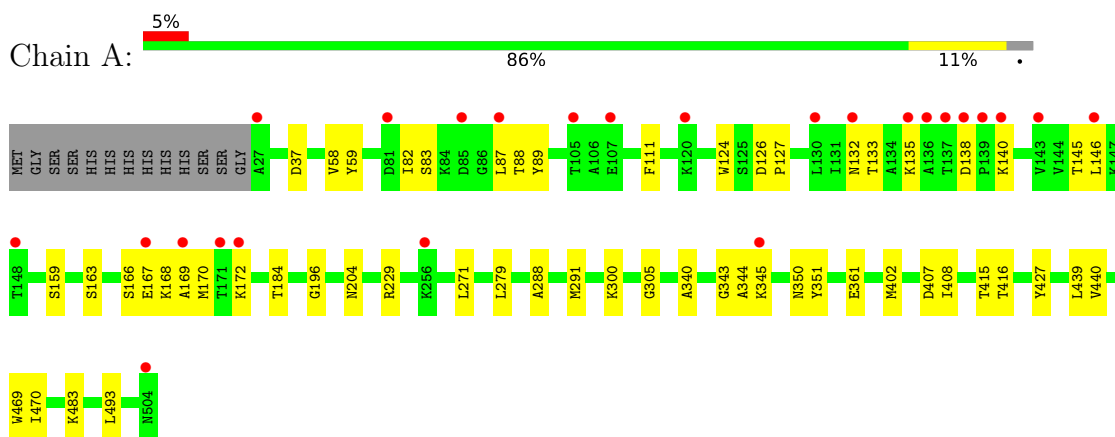 5%
Chain A:
86% 11% •
MET GLY SER SER HIS HIS HIS HIS HIS HIS SER SER GLY A27 D37 V58 Y59 D81 I82 S83 K84 D85 G86 L87 T88 Y89 T105 A106 E107 F111 K120 W124 S125 D126 P127 L130 I131 N132 T133 A134 K135 A136 T137 D138 P139 K140 V143 V144 T145 L146 K147
T148 S159 S163 S166 E167 K168 A169 M170 T171 K172 T184 G196 N204 R229 K256 L271 L279 A288 M291 K300 G305 A340 G343 A344 K345 N350 Y351 E361 M402 D407 I408 T415 T416 Y427 L439 V440
W469 I470 K483 L493 N504